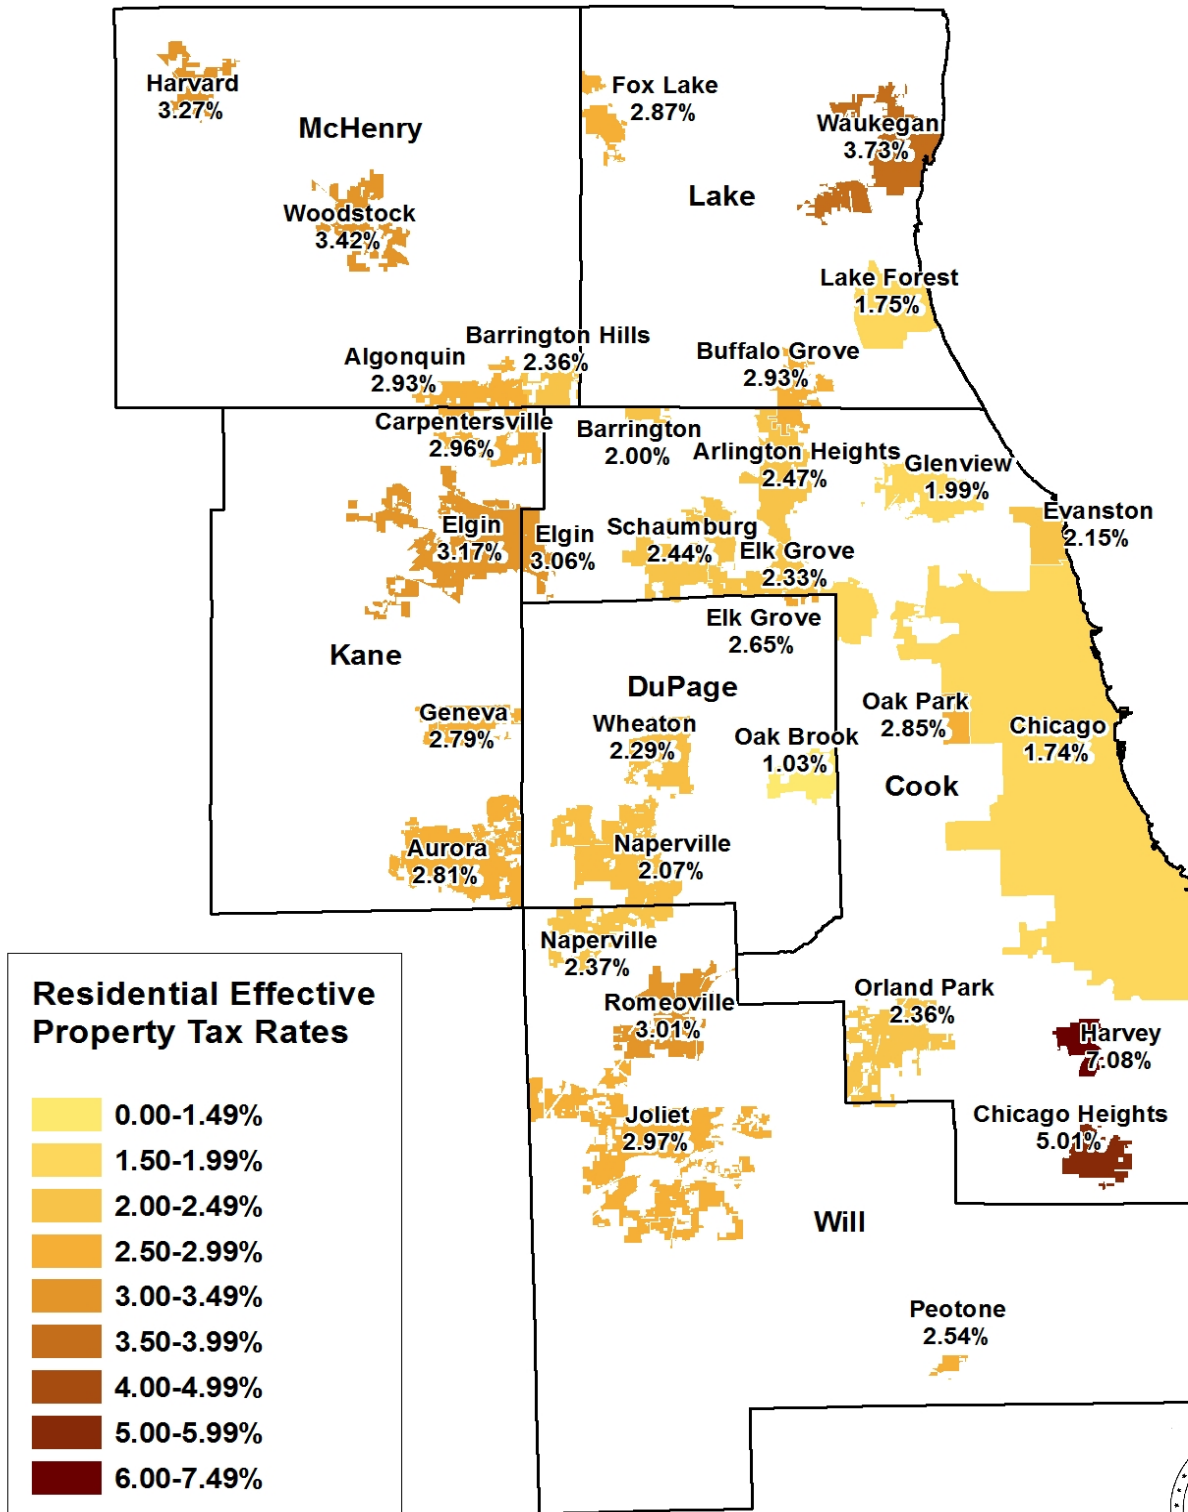 Harvard
3.27%
McHenry
Fox Lake
2.87%
Waukegan
3.73%
Lake
Woodstock
3.42%
Lake Forest
1.75%
Barrington Hills
2.36%
Algonquin
2.93%
Buffalo Grove
2.93%
Carpentersville
2.96%
Barrington
2.00%
Arlington Heights
2.47%
Glenview
1.99%
Evanston
2.15%
Elgin
3.17%
Elgin
3.06%
Schaumburg
2.44%
Elk Grove
2.33%
Elk Grove
2.65%
Kane
DuPage
Geneva
2.79%
Wheaton
2.29%
Oak Brook
1.03%
Oak Park
2.85%
Chicago
1.74%
Cook
Aurora
2.81%
Naperville
2.07%
Naperville
2.37%
Romeoville
3.01%
Orland Park
2.36%
Harvey
7.08%
Joliet
2.97%
Chicago Heights
5.01%
Will
Peotone
2.54%
Residential Effective
Property Tax Rates
0.00-1.49%
1.50-1.99%
2.00-2.49%
2.50-2.99%
3.00-3.49%
3.50-3.99%
4.00-4.99%
5.00-5.99%
6.00-7.49%